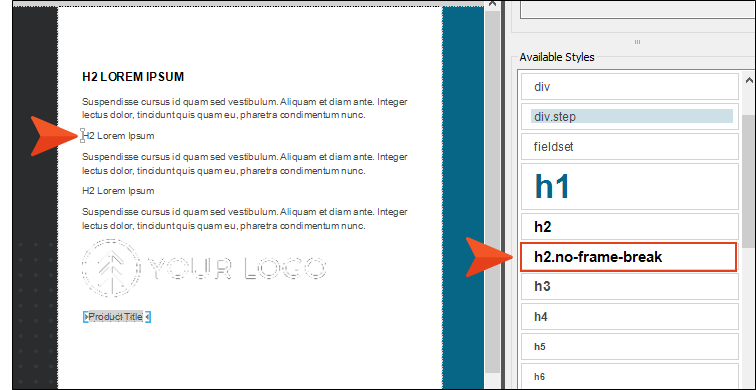 H2 LOREM IPSUM
Suspendisse cursus id quam sed vestibulum. Aliquam et diam ante. Integer
lectus dolor, tincidunt quis quam eu, pharetra condimentum nunc.
H2 Lorem Ipsum
Suspendisse cursus id quam sed vestibulum. Aliquam et diam ante. Integer
lectus dolor, tincidunt quis quam eu, pharetra condimentum nunc.
H2 Lorem Ipsum
Suspendisse cursus id quam sed vestibulum. Aliquam et diam ante. Integer
lectus dolor, tincidunt quis quam eu, pharetra condimentum nunc.
YOUR LOGO
Product Title
Available Styles
div
div.step
fieldset
h1
h2
h2.no-frame-break
h3
h4
h5
h6